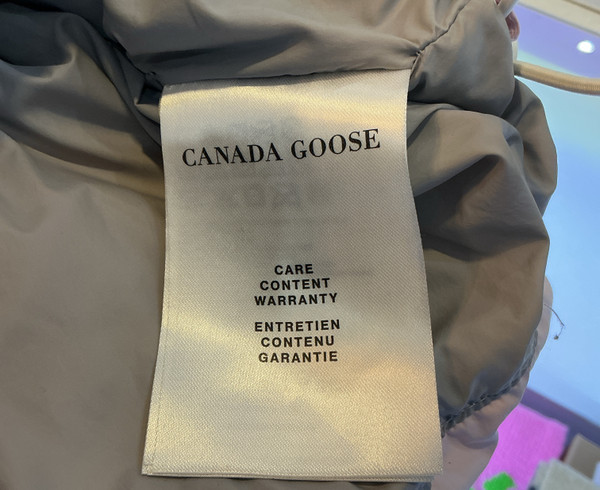 CANADA GOOSE
CARE
CONTENT
WARRANTY
ENTRETIEN
CONTENU
GARANTIE